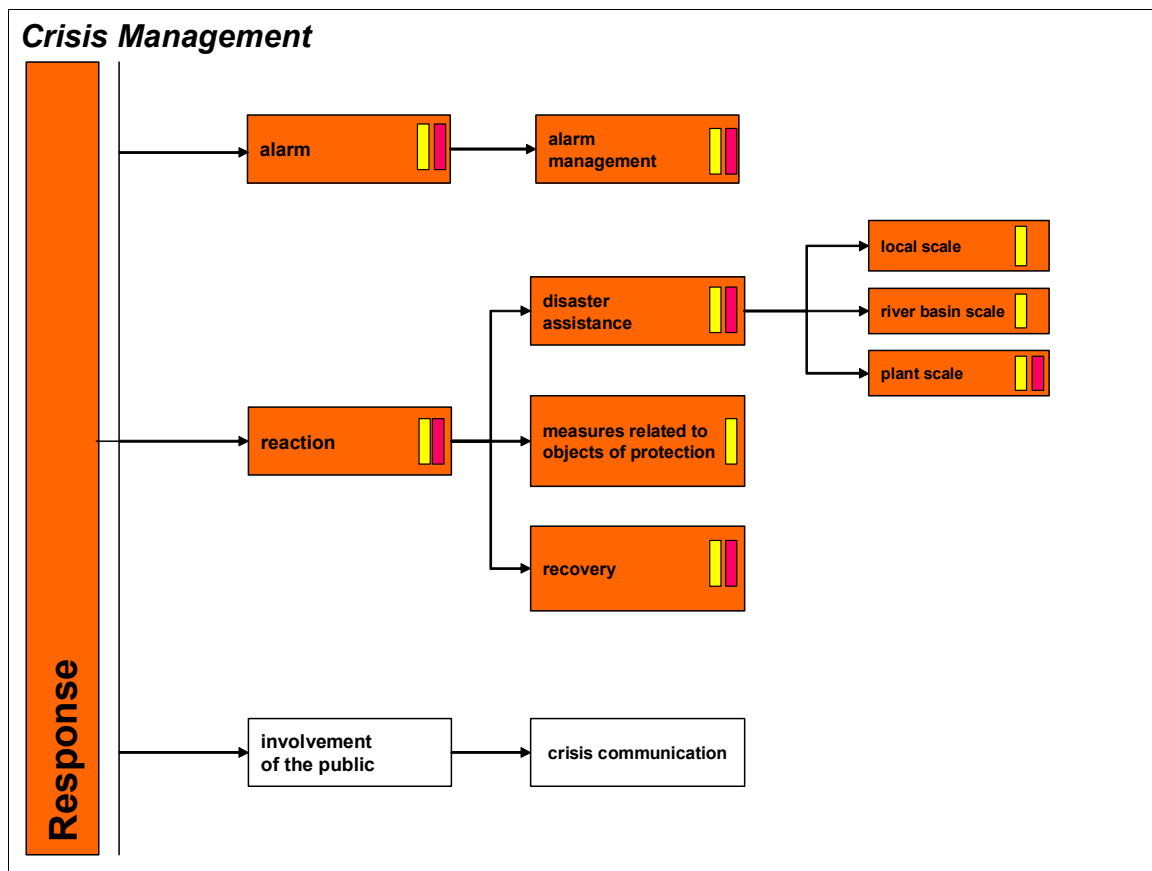 Crisis Management
Response
alarm
alarm
management
disaster
assistance
local scale
river basin scale
plant scale
reaction
measures related to
objects of protection
recovery
involvement
of the public
crisis communication